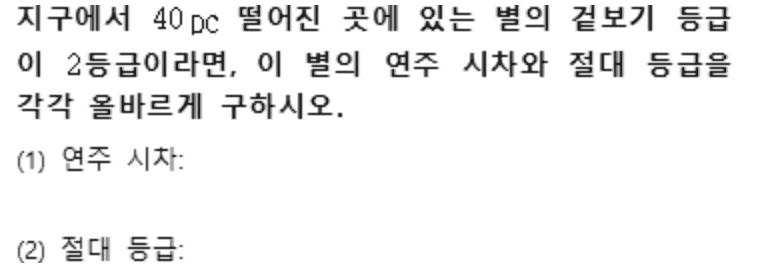 지구에서 40 pc 떨어진 곳에 있는 별의 겉보기 등급
이 2등급이라면, 이 별의 연주 시차와 절대 등급을
각각 올바르게 구하시오.
(1) 연주 시차:
(2) 절대 등급: